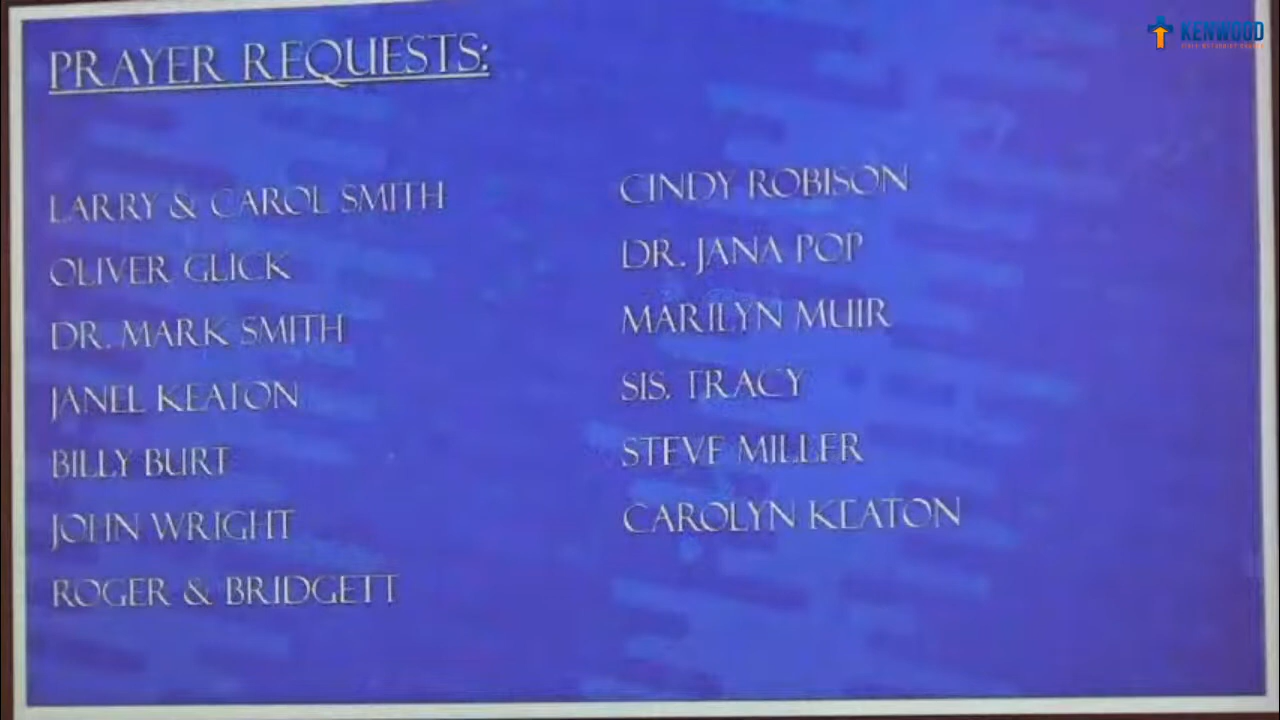 PRAYER REQUESTS:
LARRY & CAROL SMITH
OLIVER GLICK
DR. MARK SMITH
JANEL KEATON
BILLY BURT
JOHN WRIGHT
ROGER & BRIDGETT
CINDY ROBISON
DR. JANA POP
MARILYN MUIR
SIS. TRACY
STEVE MILLER
CAROLYN KEATON
KENWOOD